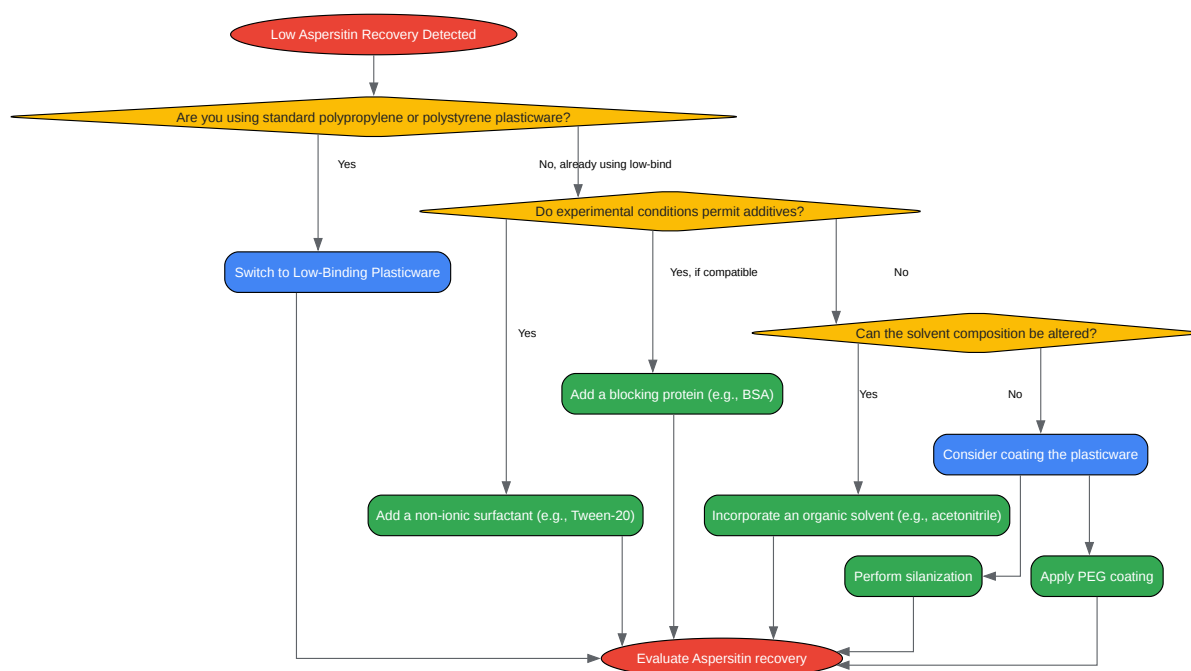 Low Aspersitin Recovery Detected
Are you using standard polypropylene or polystyrene plasticware?
Yes
No, already using low-bind
Do experimental conditions permit additives?
Switch to Low-Binding Plasticware
Yes, if compatible
No
Yes
Can the solvent composition be altered?
Add a blocking protein (e.g., BSA)
Yes
No
Consider coating the plasticware
Add a non-ionic surfactant (e.g., Tween-20)
Incorporate an organic solvent (e.g., acetonitrile)
Perform silanization
Apply PEG coating
Evaluate Aspersitin recovery